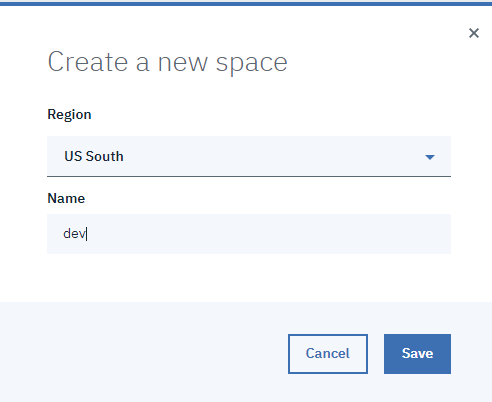 Create a new space
Region
US South
Name
dev
Cancel
Save